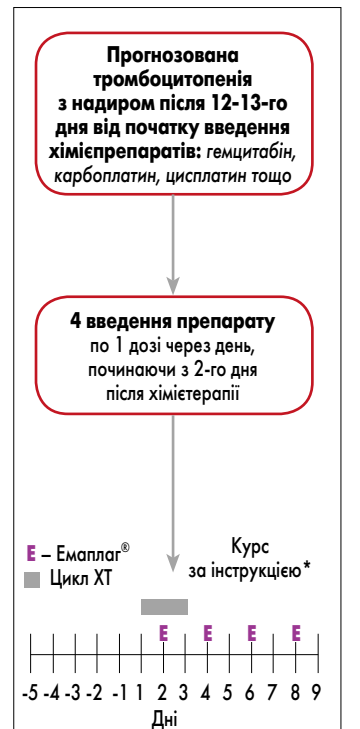 Прогнозована
тромбоцитопенія
з надиром після 12-13-го
дня від початку введення
хімієпрепаратів: гемцитабін,
карбоплатин, цисплатин тощо
4 введення препарату
по 1 дозі через день,
починаючи з 2-го дня
після хімієтерапії
E – Емаплаг®
Цикл ХТ
Курс
за інструкцією*
E E E E
-5 -4 -3 -2 -1 1 2 3 4 5 6 7 8 9
Дні